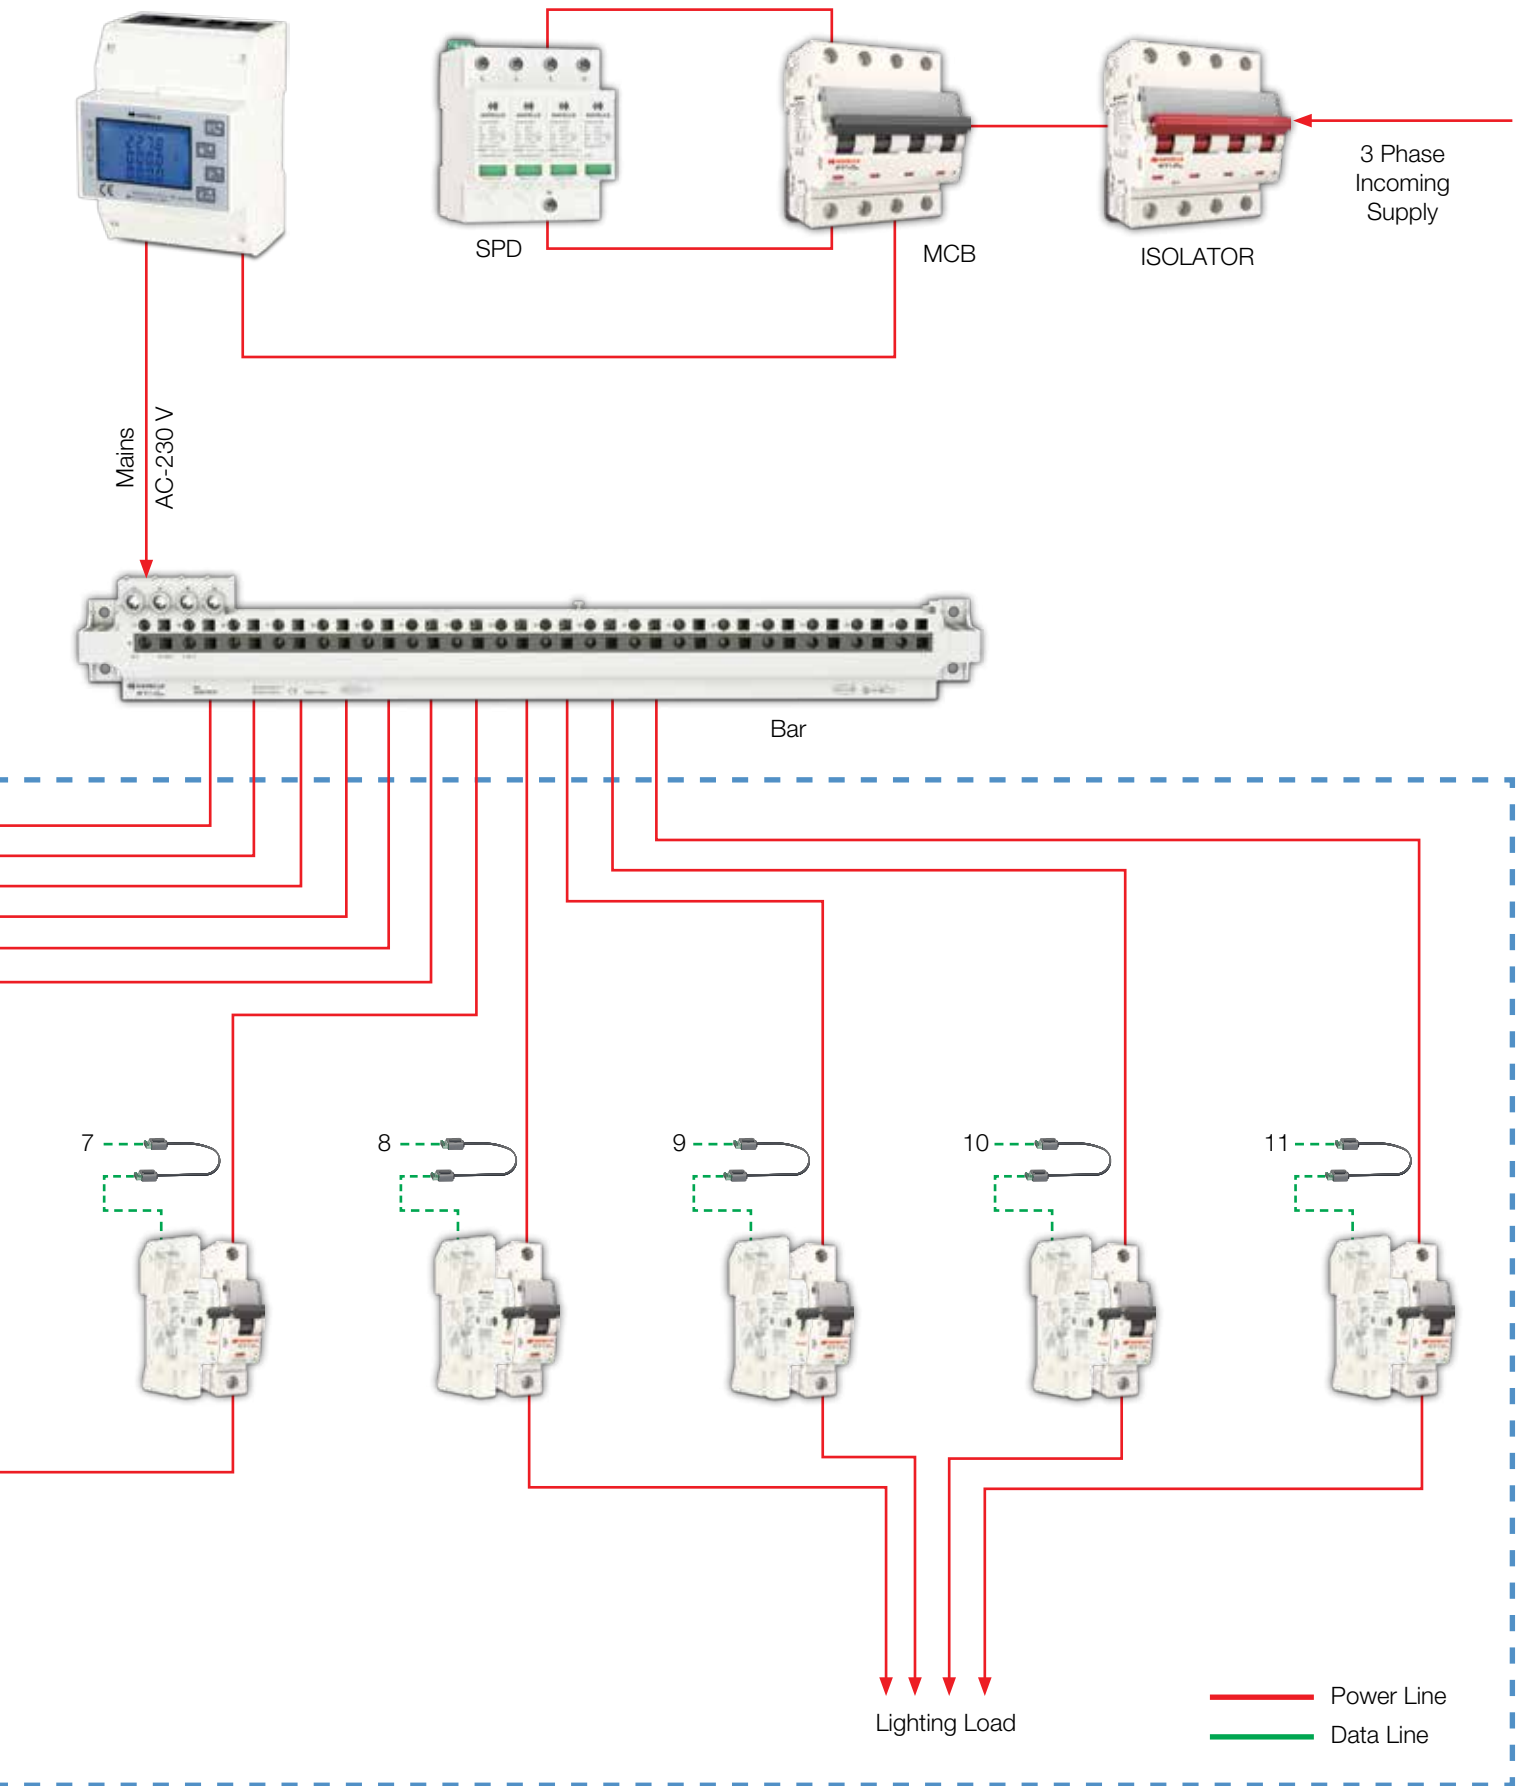 3 Phase
Incoming
Supply
SPD
MCB
ISOLATOR
Mains
AC-230 V
Bar
7
8
9
10
11
Lighting Load
Power Line
Data Line